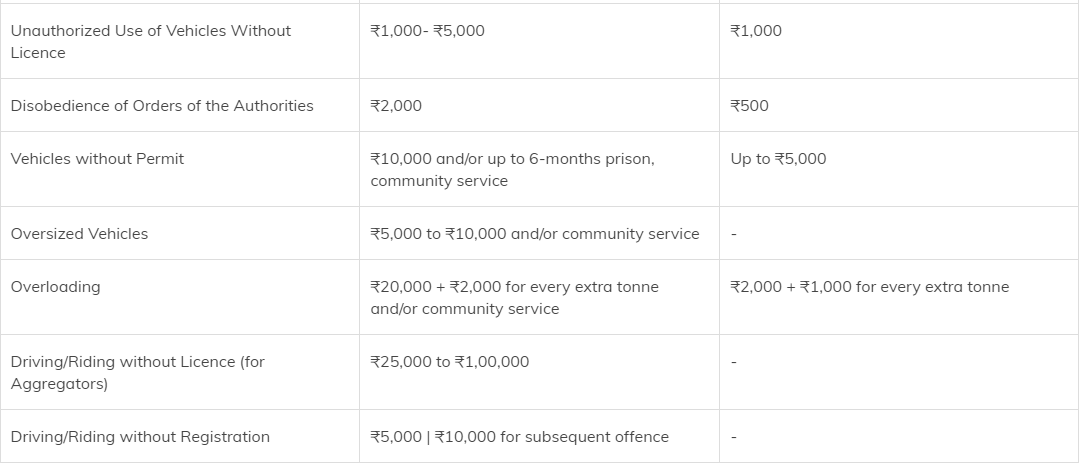 Unauthorized Use of Vehicles Without
Licence
₹1,000- ₹5,000
₹1,000
Disobedience of Orders of the Authorities
₹2,000
₹500
Vehicles without Permit
₹10,000 and/or up to 6-months prison,
community service
Up to ₹5,000
Oversized Vehicles
₹5,000 to ₹10,000 and/or community service
-
Overloading
₹20,000 + ₹2,000 for every extra tonne
and/or community service
₹2,000 + ₹1,000 for every extra tonne
Driving/Riding without Licence (for
Aggregators)
₹25,000 to ₹1,00,000
-
Driving/Riding without Registration
₹5,000 | ₹10,000 for subsequent offence
-